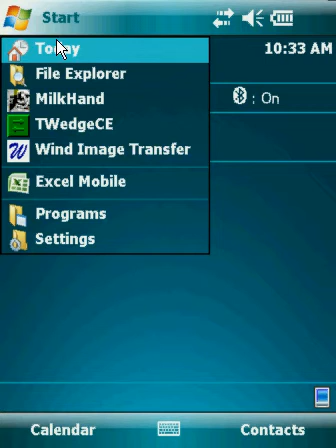 Start
Today
10:33 AM
File Explorer
MilkHand
: On
TWedgeCE
Wind Image Transfer
Excel Mobile
Programs
Settings
Calendar
Contacts